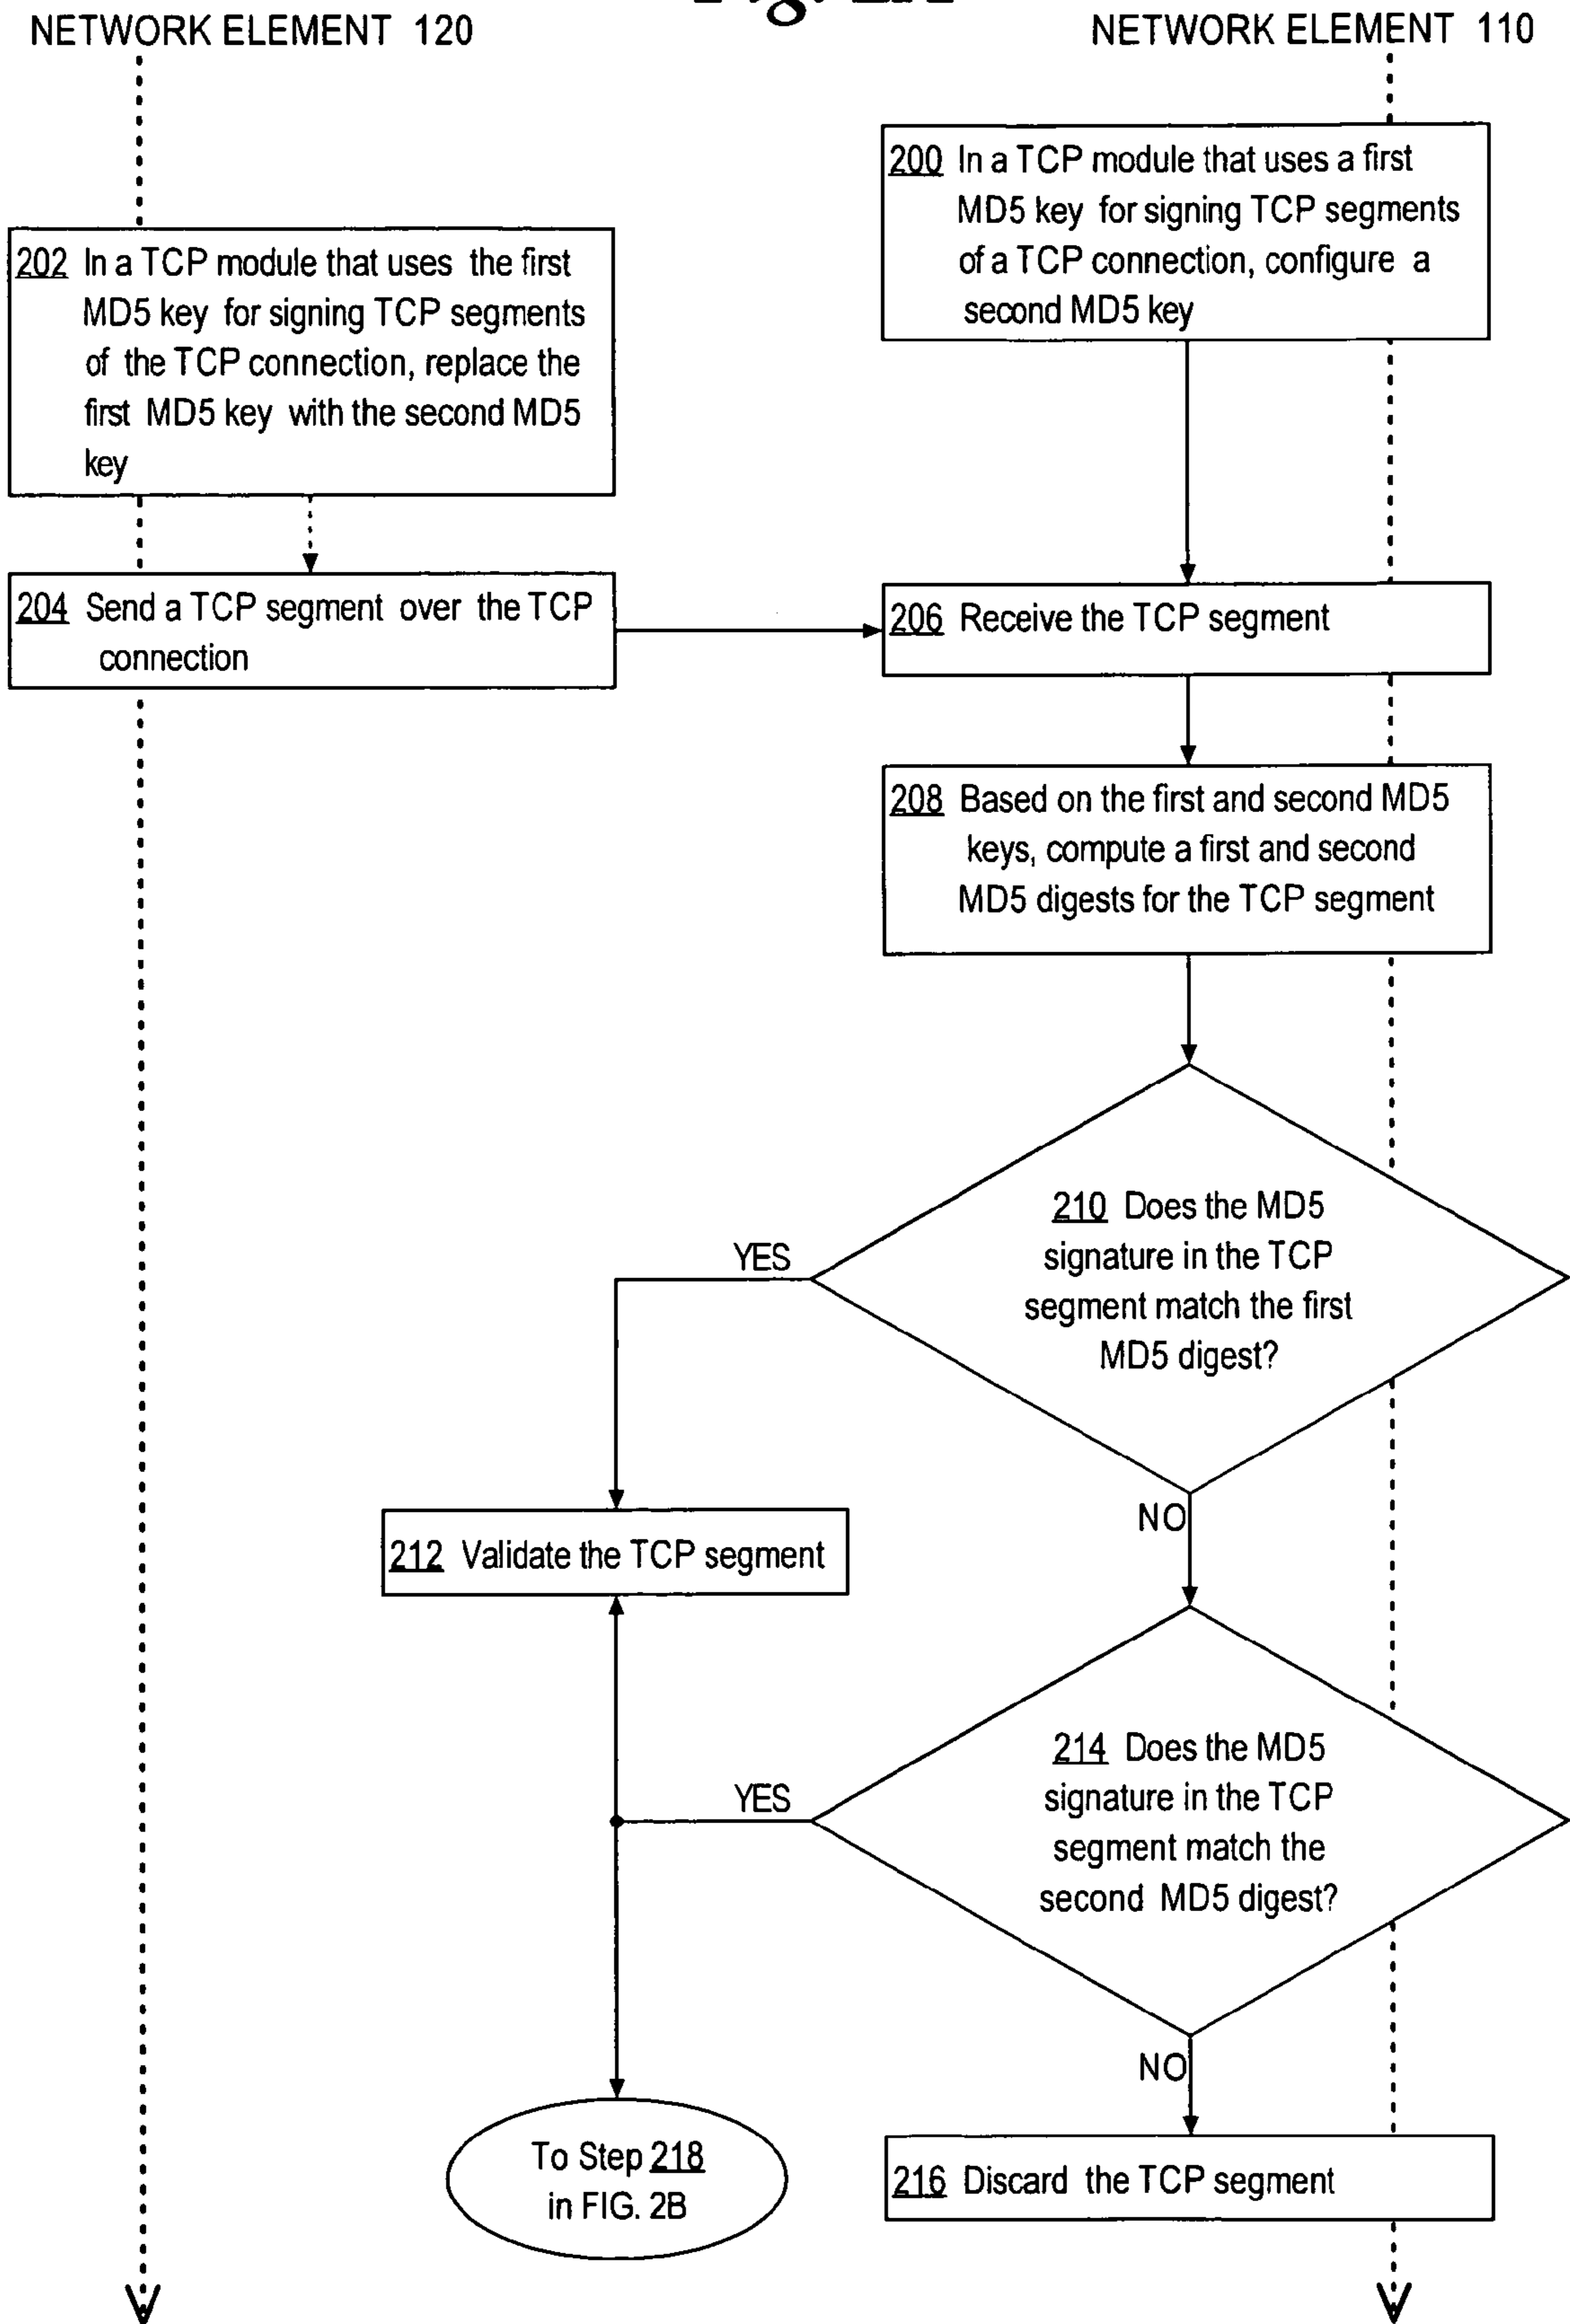 NETWORK ELEMENT 120
NETWORK ELEMENT 110
200 In a TCP module that uses a first
MD5 key for signing TCP segments
of a TCP connection, configure a
second MD5 key
202 In a TCP module that uses the first
MD5 key for signing TCP segments
of the TCP connection, replace the
first MD5 key with the second MD5
key
204 Send a TCP segment over the TCP
connection
206 Receive the TCP segment
208 Based on the first and second MD5
keys, compute a first and second
MD5 digests for the TCP segment
210 Does the MD5
signature in the TCP
segment match the first
MD5 digest?
YES
NO
212 Validate the TCP segment
214 Does the MD5
signature in the TCP
segment match the
second MD5 digest?
YES
NO
To Step 218
in FIG. 2B
216 Discard the TCP segment